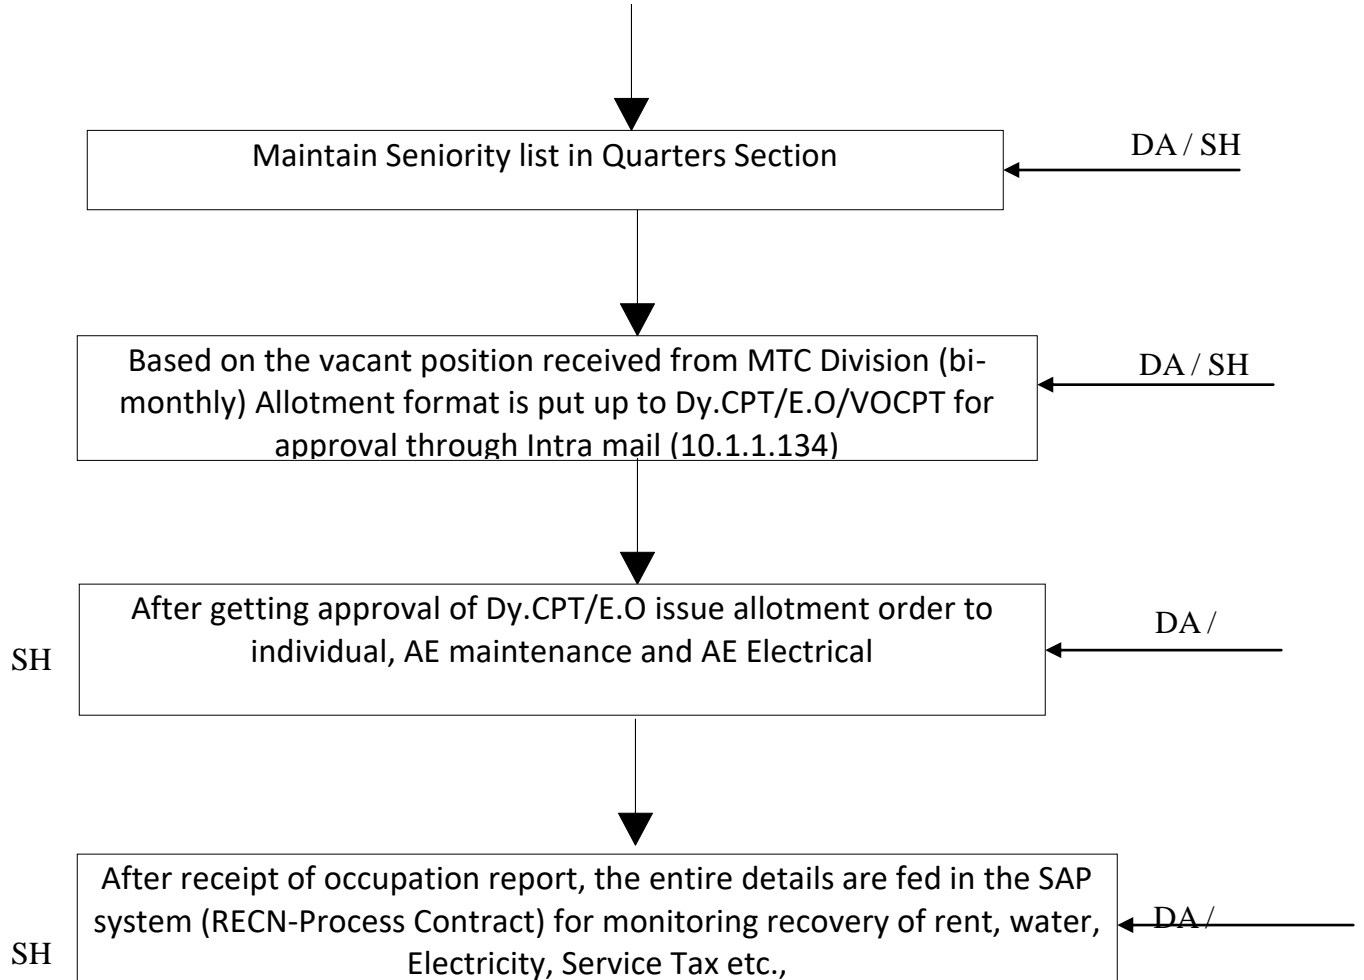 Maintain Seniority list in Quarters Section
DA / SH
Based on the vacant position received from MTC Division (bi-
monthly) Allotment format is put up to Dy.CPT/E.O/VOCPT for
approval through Intra mail (10.1.1.134)
DA / SH
After getting approval of Dy.CPT/E.O issue allotment order to
individual, AE maintenance and AE Electrical
DA /
SH
After receipt of occupation report, the entire details are fed in the SAP
system (RECN-Process Contract) for monitoring recovery of rent, water,
Electricity, Service Tax etc.,
DA /
SH